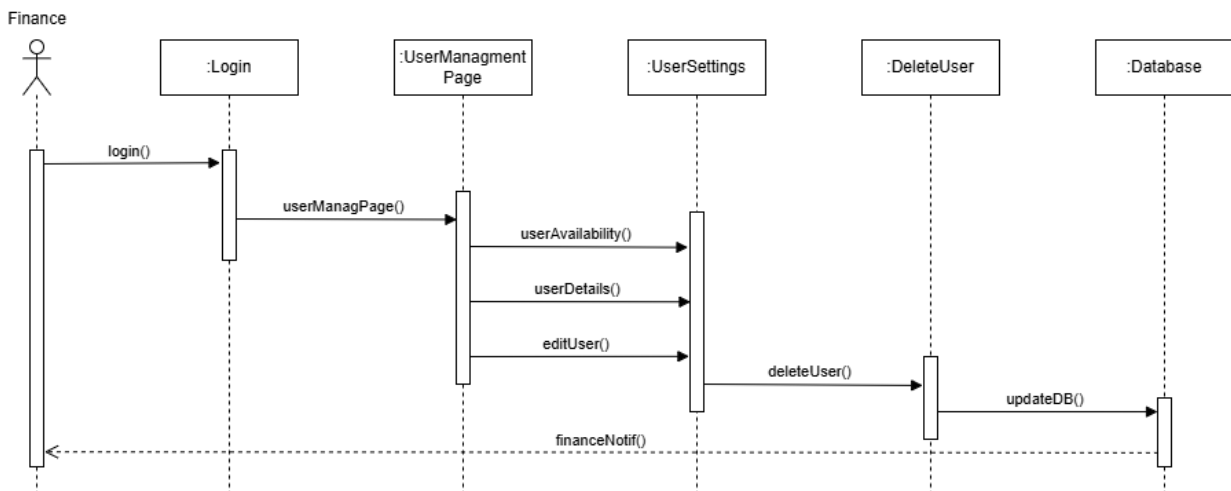 Finance
:Login
:UserManagment
Page
:UserSettings
:DeleteUser
:Database
login()
userManagPage()
userAvailability()
userDetails()
editUser()
deleteUser()
updateDB()
financeNotif()